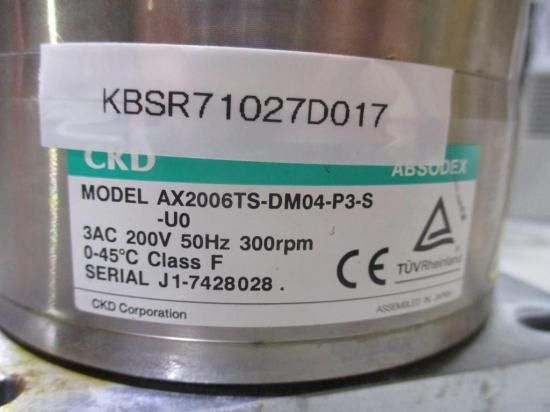 KBSR71027D017
CKD ABSODEX
MODEL AX2006TS-DM04-P3-S
-U0
3AC 200V 50Hz 300rpm
0-45°C Class F
SERIAL J1-7428028 .
CE
TÜVRheinland
CKD Corporation
ASSEMBLED IN JAPAN